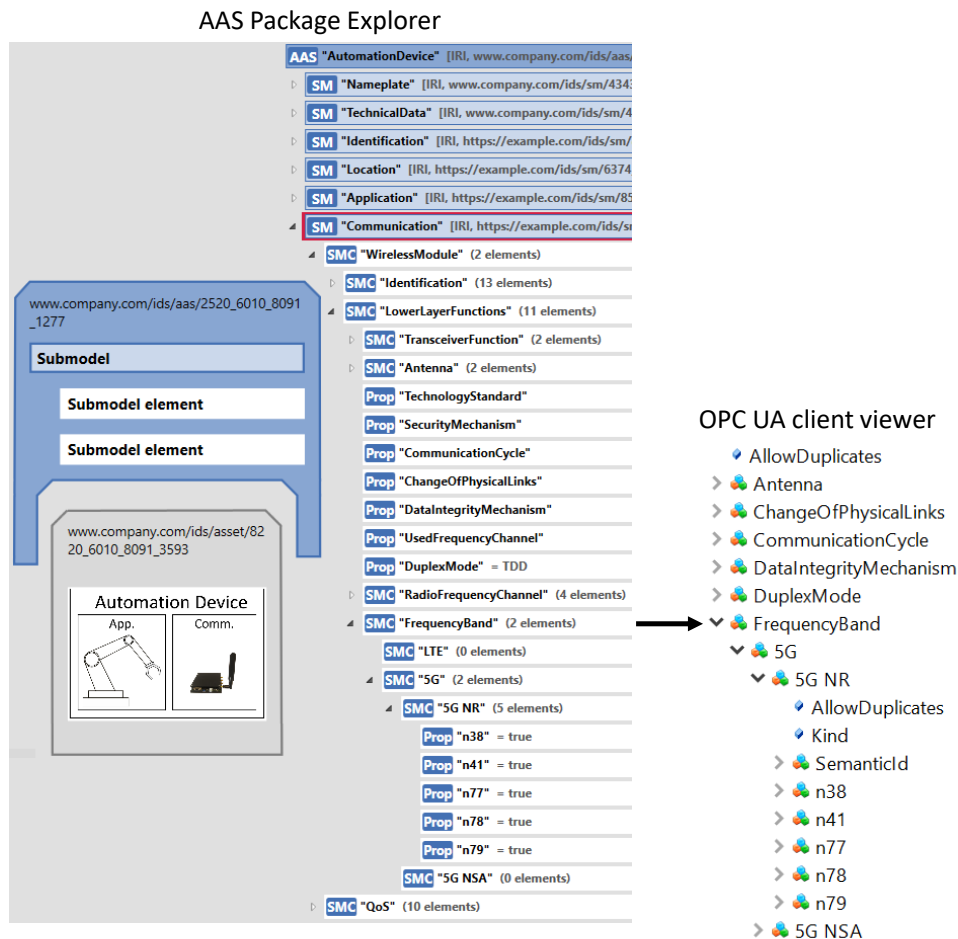 AAS Package Explorer
AAS "AutomationDevice" [IRI, www.company.com/ids/aas/
SM "Nameplate" [IRI, www.company.com/ids/sm/4343
SM "TechnicalData" [IRI, www.company.com/ids/sm/4
SM "Identification" [IRI, https://example.com/ids/sm/
SM "Location" [IRI, https://example.com/ids/sm/6374
SM "Application" [IRI, https://example.com/ids/sm/85
SM "Communication" [IRI, https://example.com/ids/s
SMC "WirelessModule" (2 elements)
SMC "Identification" (13 elements)
SMC "LowerLayerFunctions" (11 elements)
SMC "TransceiverFunction" (2 elements)
SMC "Antenna" (2 elements)
Prop "TechnologyStandard"
Prop "SecurityMechanism"
Prop "CommunicationCycle"
Prop "ChangeOfPhysicalLinks"
Prop "DataIntegrityMechanism"
Prop "UsedFrequencyChannel"
Prop "DuplexMode" = TDD
SMC "RadioFrequencyChannel" (4 elements)
SMC "FrequencyBand" (2 elements)
SMC "LTE" (0 elements)
SMC "5G" (2 elements)
SMC "5G NR" (5 elements)
Prop "n38" = true
Prop "n41" = true
Prop "n77" = true
Prop "n78" = true
Prop "n79" = true
SMC "5G NSA" (0 elements)
SMC "QoS" (10 elements)
www.company.com/ids/aas/2520_6010_8091
_1277
Submodel
Submodel element
Submodel element
www.company.com/ids/asset/82
20_6010_8091_3593
Automation Device
App.
Comm.
OPC UA client viewer
AllowDuplicates
Antenna
ChangeOfPhysicalLinks
CommunicationCycle
DataIntegrityMechanism
DuplexMode
FrequencyBand
5G
5G NR
AllowDuplicates
Kind
SemanticId
n38
n41
n77
n78
n79
5G NSA